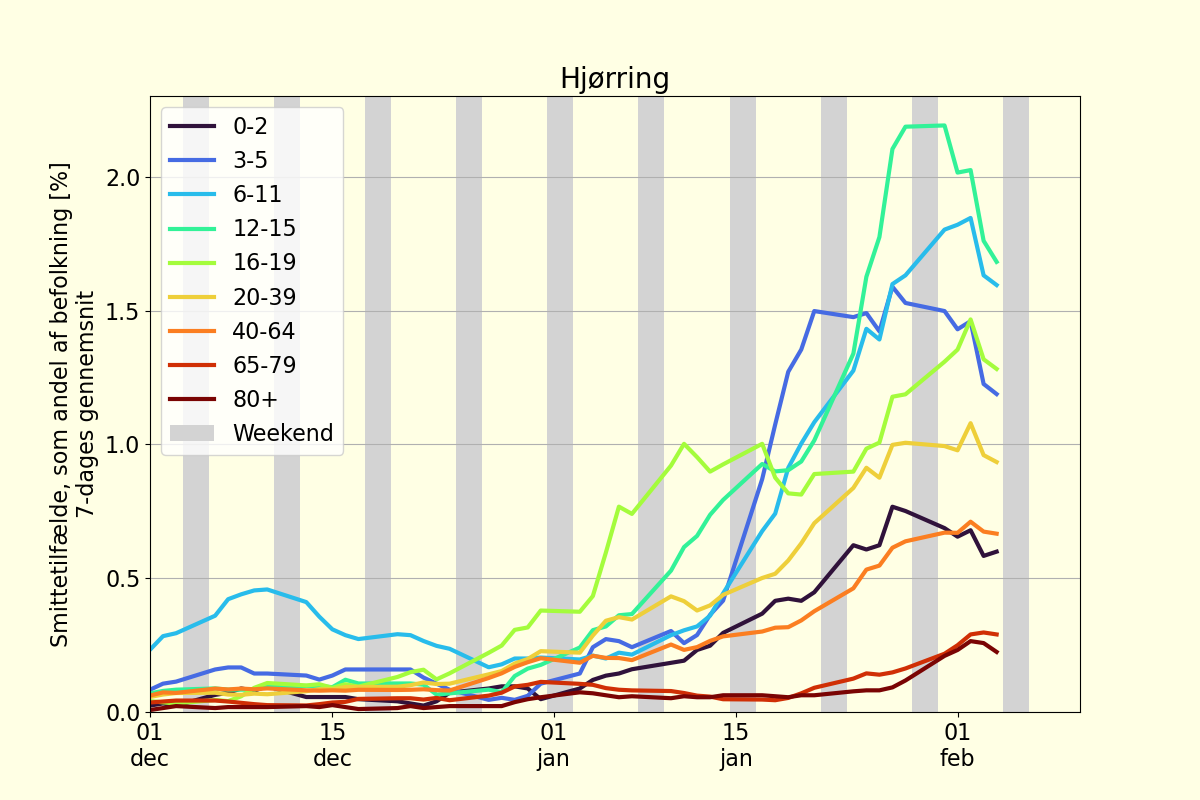 Hjørring
Smittetilfælde, som andel af befolkning [%]
7-dages gennemsnit
2.0
1.5
1.0
0.5
0.0
0-2
3-5
6-11
12-15
16-19
20-39
40-64
65-79
80+
Weekend
01
dec
15
dec
01
jan
15
jan
01
feb